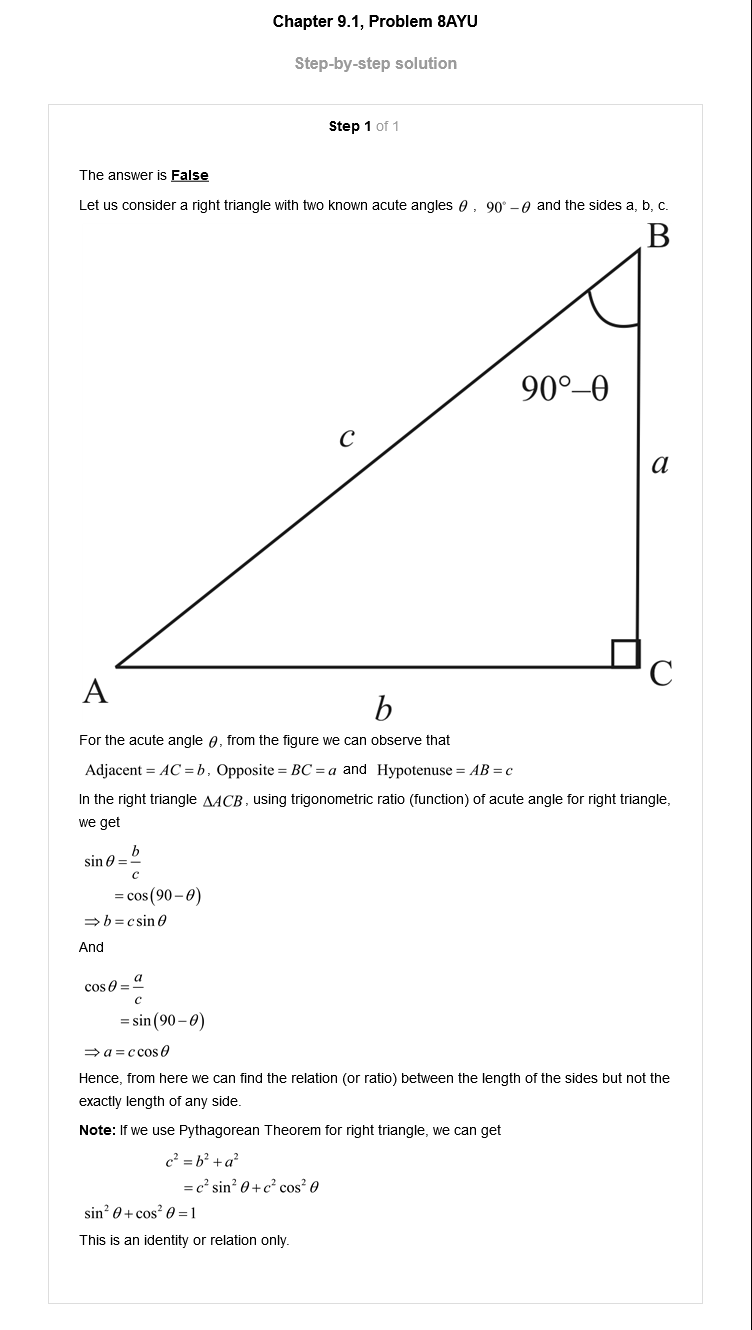 Chapter 9.1, Problem 8AYU
Step-by-step solution
Step 1 of 1
The answer is False
Let us consider a right triangle with two known acute angles θ , 90° – θ and the sides a, b, c.
B
90°–θ
c
a
A
C
b
For the acute angle θ, from the figure we can observe that
Adjacent = AC = b, Opposite = BC = a and Hypotenuse = AB = c
In the right triangle ΔACB, using trigonometric ratio (function) of acute angle for right triangle,
we get
sin θ = b/c
= cos(90 – θ)
⇒ b = c sin θ
And
cos θ = a/c
= sin(90 – θ)
⇒ a = c cos θ
Hence, from here we can find the relation (or ratio) between the length of the sides but not the
exactly length of any side.
Note: If we use Pythagorean Theorem for right triangle, we can get
c² = b² + a²
= c² sin² θ + c² cos² θ
sin² θ + cos² θ = 1
This is an identity or relation only.